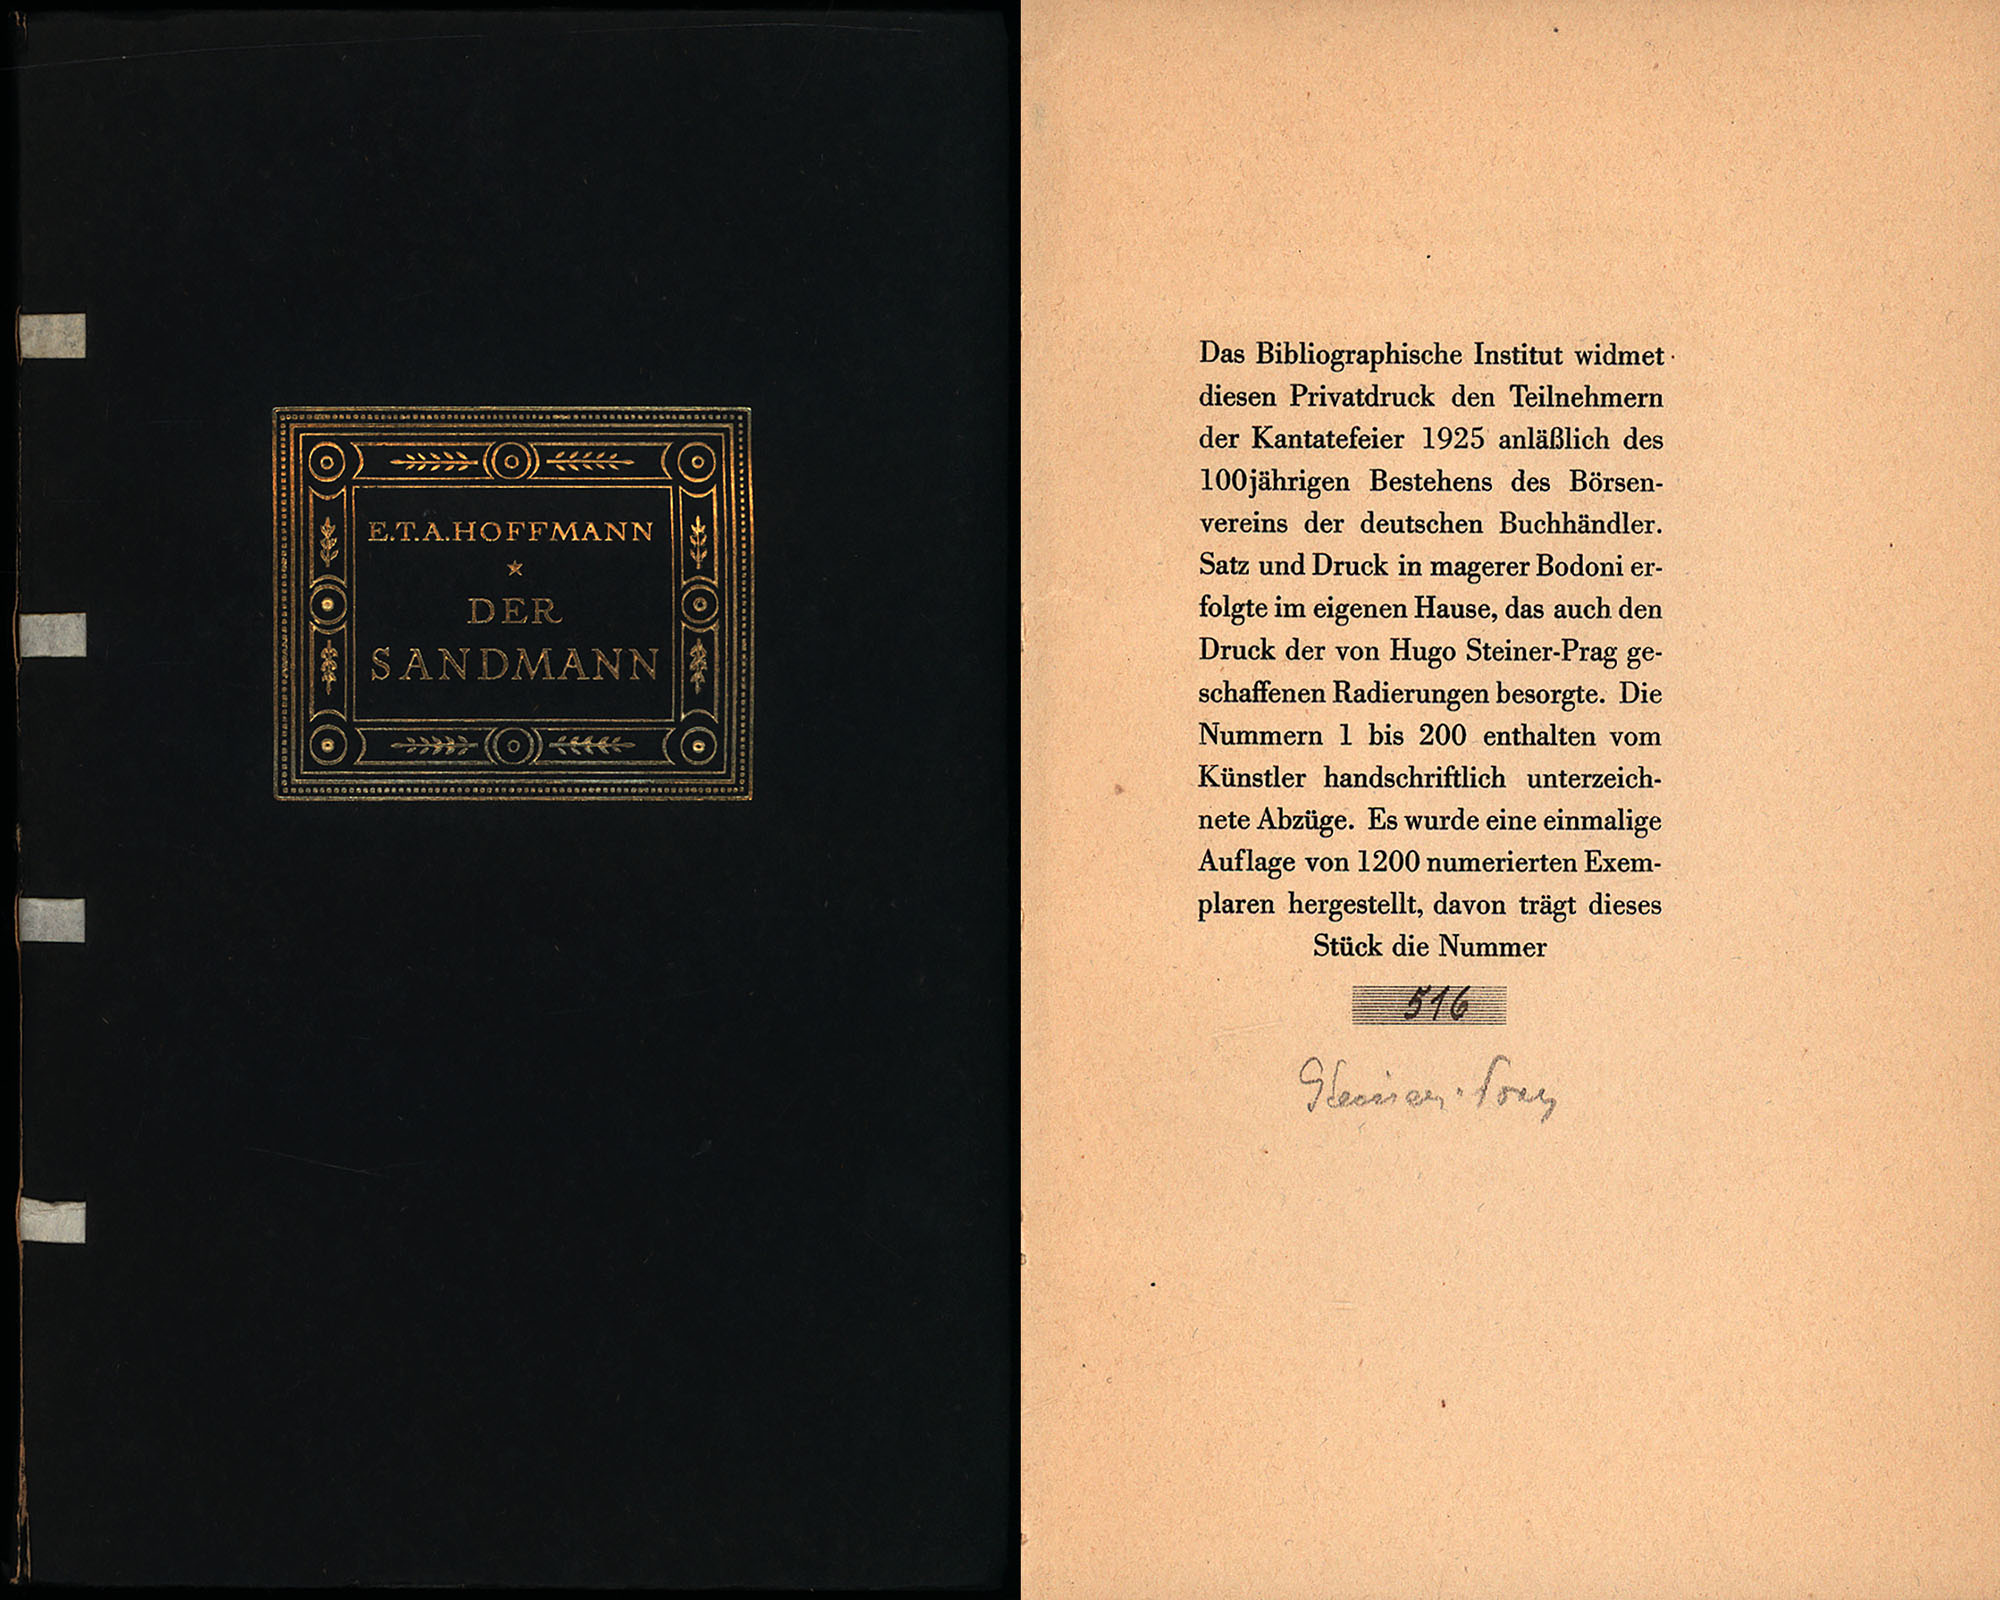 E.T.A.HOFFMANN
DER
SANDMANN
Das Bibliographische Institut widmet
diesen Privatdruck den Teilnehmern
der Kantatefeier 1925 anläßlich des
100jährigen Bestehens des Börsen-
vereins der deutschen Buchhändler.
Satz und Druck in magerer Bodoni er-
folgte im eigenen Hause, das auch den
Druck der von Hugo Steiner-Prag ge-
schaffenen Radierungen besorgte. Die
Nummern 1 bis 200 enthalten vom
Künstler handschriftlich unterzeich-
nete Abzüge. Es wurde eine einmalige
Auflage von 1200 numerierten Exem-
plaren hergestellt, davon trägt dieses
Stück die Nummer
516
Steiner-Prag